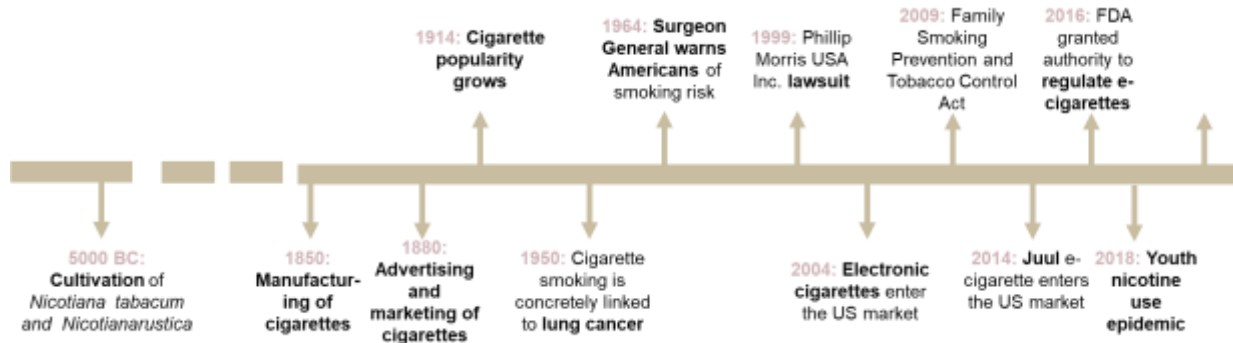 1914: Cigarette
popularity
grows
1964: Surgeon
General warns
Americans of
smoking risk
1999: Phillip
Morris USA
Inc. lawsuit
2009: Family
Smoking
Prevention and
Tobacco Control
Act
2016: FDA
granted
authority to
regulate e-
cigarettes
5000 BC:
Cultivation of
Nicotiana tabacum
and Nicotianarustica
1850:
Manufactur-
ing of
cigarettes
1880:
Advertising
and
marketing of
cigarettes
1950: Cigarette
smoking is
concretely linked
to lung cancer
2004: Electronic
cigarettes enter
the US market
2014: Juul e-
cigarette enters
the US market
2018: Youth
nicotine
use
epidemic